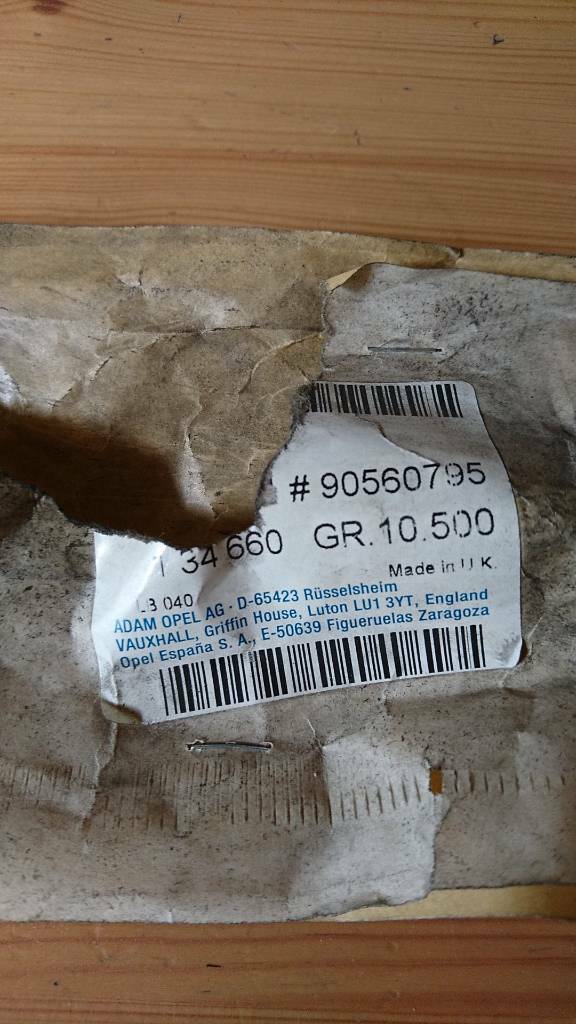 # 90560795
34 660 GR.10.500
Made in U.K.
3 040
ADAM OPEL AG · D-65423 Rüsselsheim
VAUXHALL, Griffin House, Luton LU1 3YT, England
Opel España S. A., E-50639 Figueruelas Zaragoza